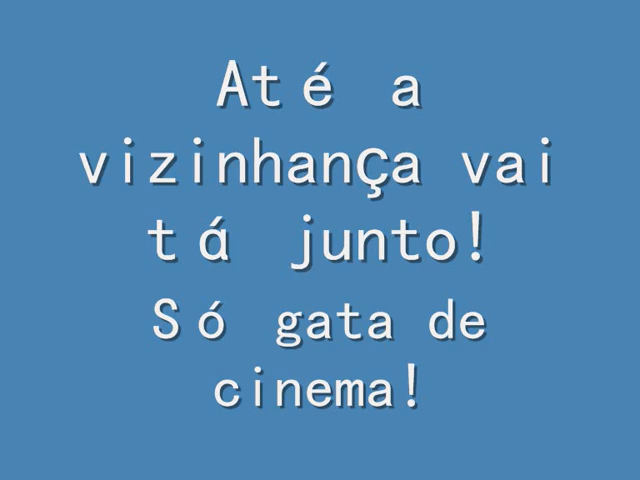 Até a
vizinhança vai
tá junto!
Só gata de
cinema!